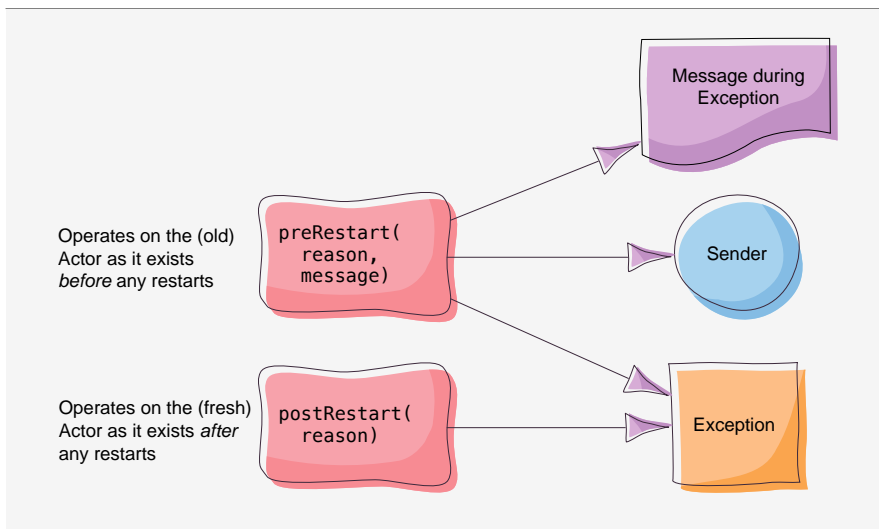 Message during
Exception
Operates on the (old)
Actor as it exists
before any restarts
preRestart(
reason,
message)
Sender
Operates on the (fresh)
Actor as it exists after
any restarts
postRestart(
reason)
Exception